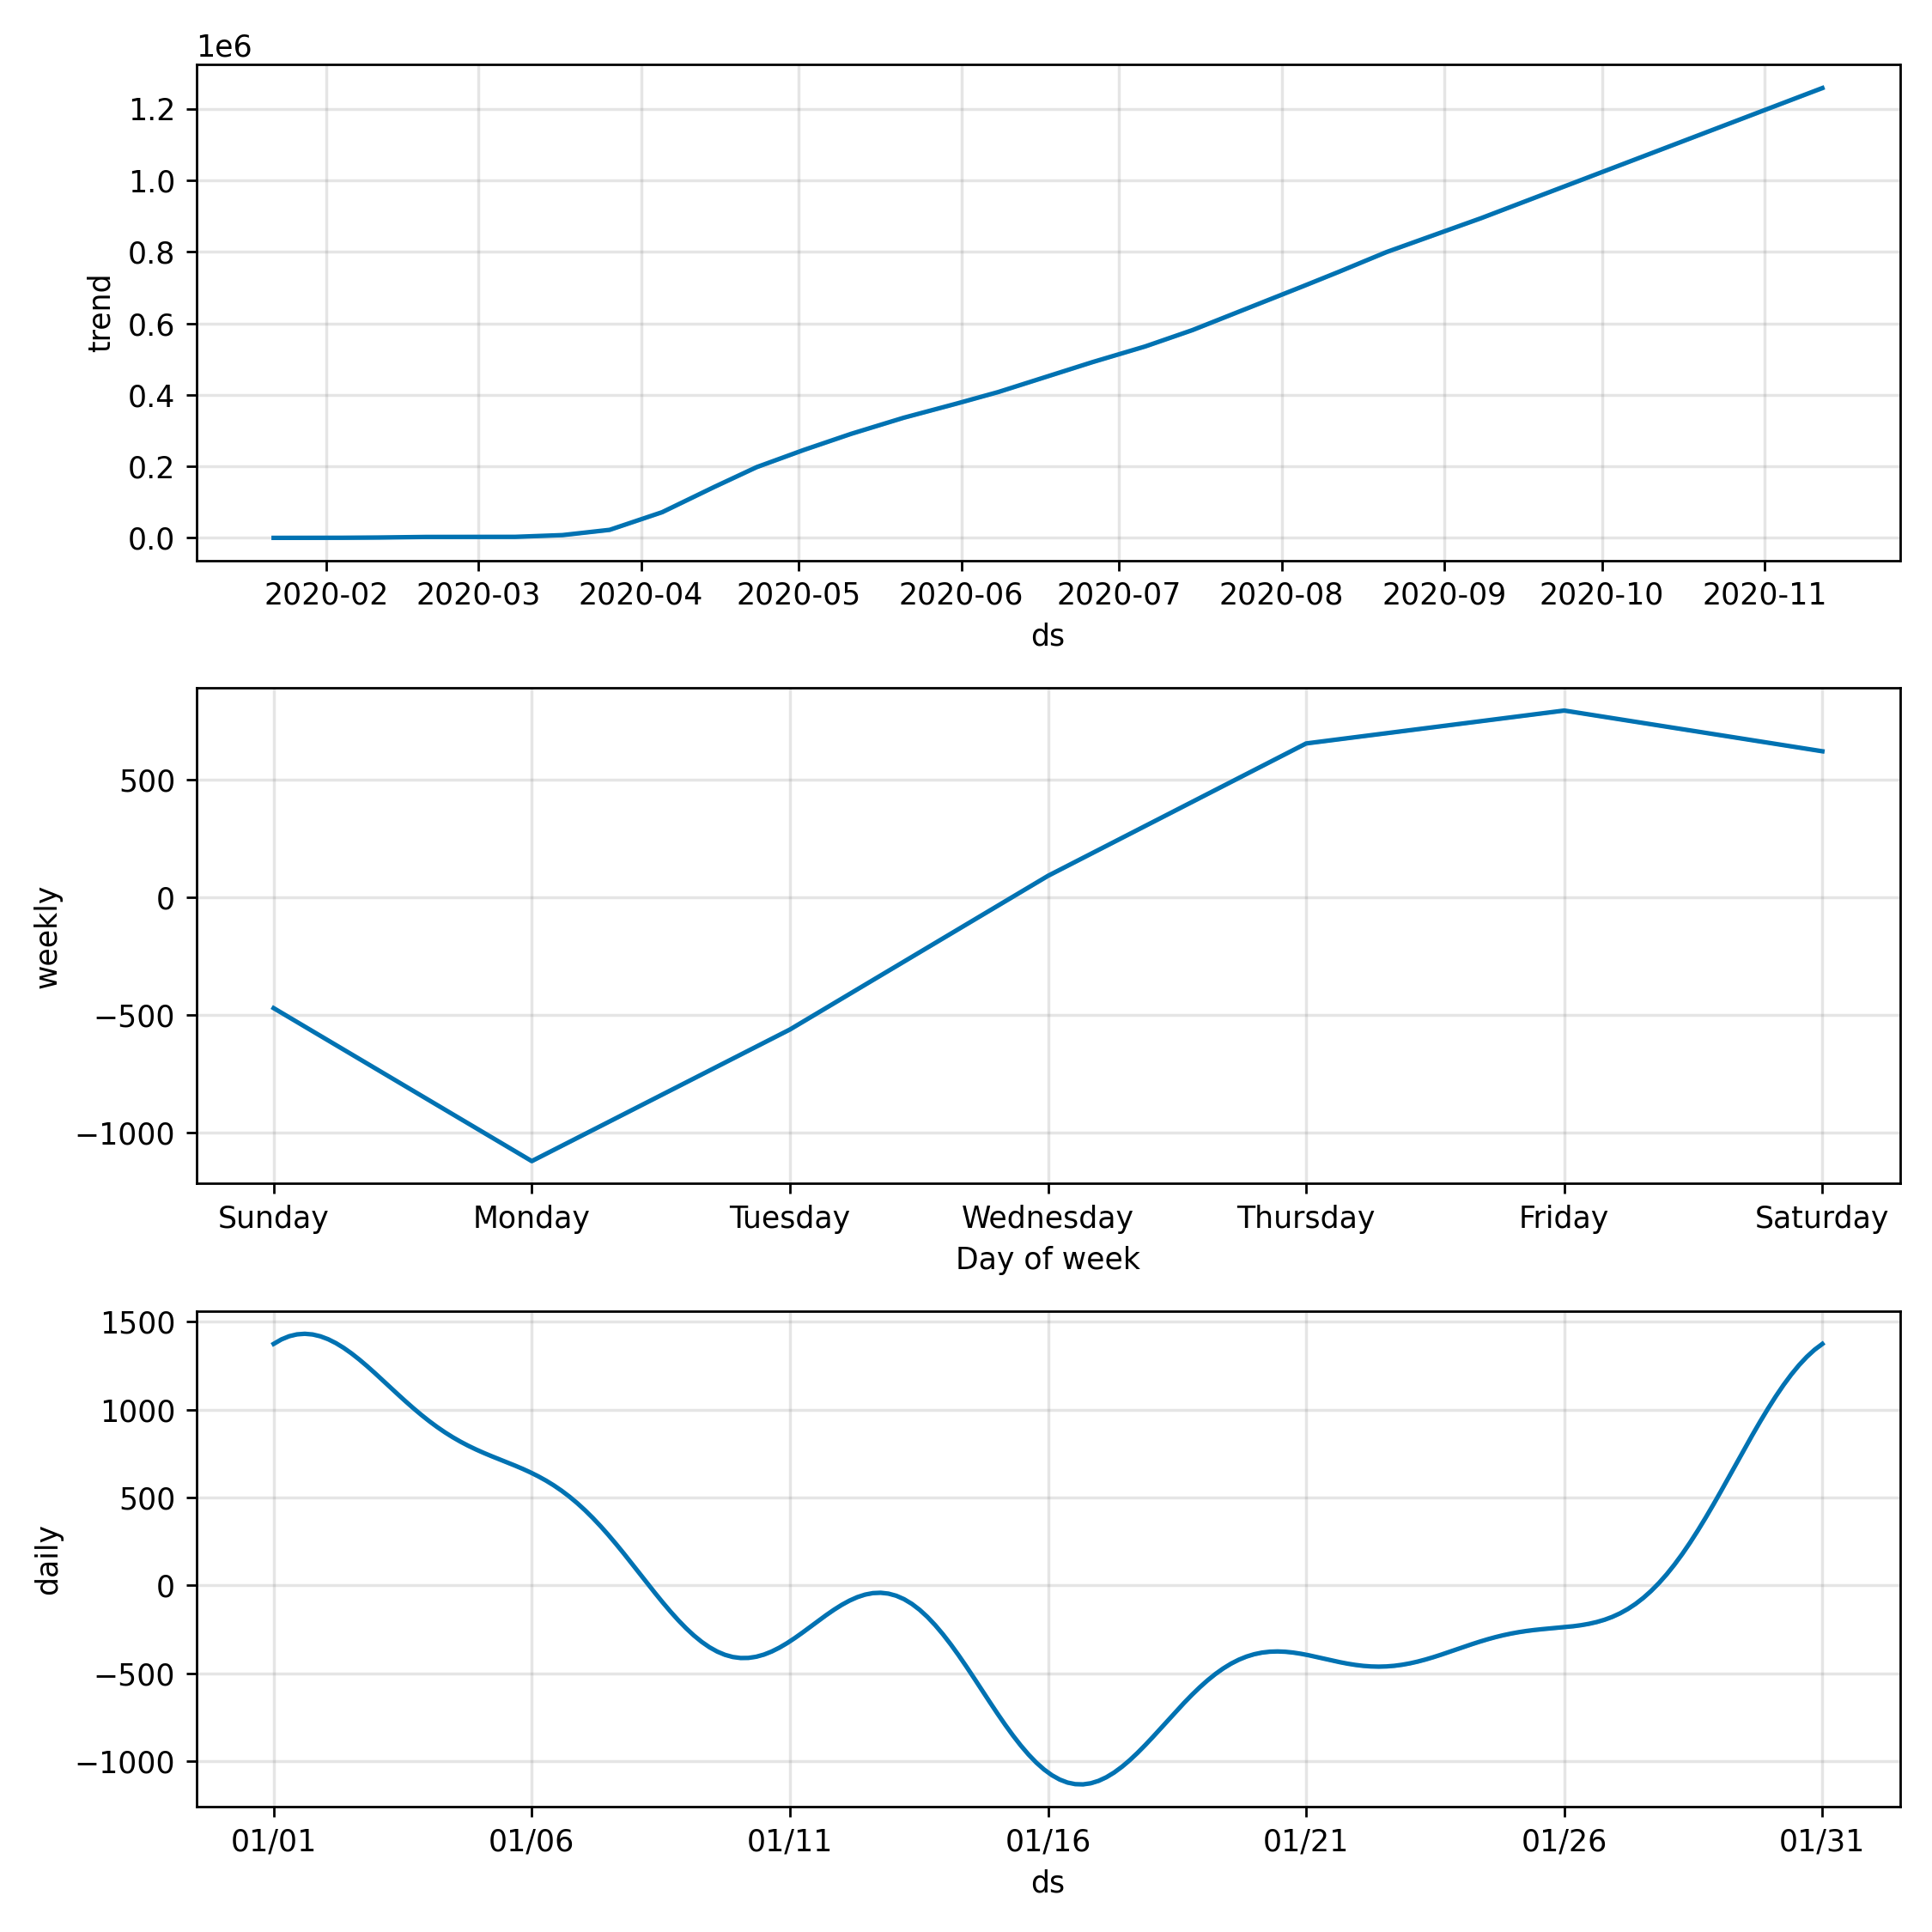 1e6
1.2
1.0
0.8
0.6
0.4
0.2
0.0
trend
2020-02 2020-03 2020-04 2020-05 2020-06 2020-07 2020-08 2020-09 2020-10 2020-11
ds
500
0
−500
−1000
weekly
Sunday Monday Tuesday Wednesday Thursday Friday Saturday
Day of week
1500
1000
500
0
−500
−1000
daily
01/01 01/06 01/11 01/16 01/21 01/26 01/31
ds